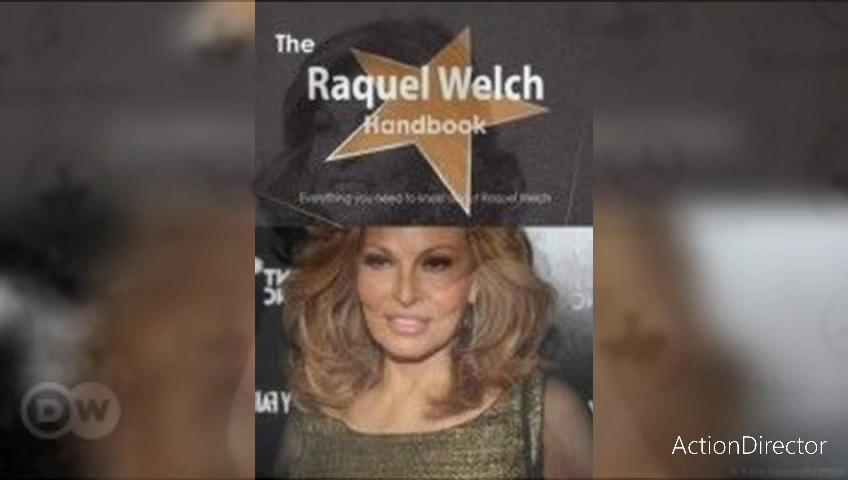 The
Raquel Welch
Handbook
Everything you need to know about Raquel Welch
DW
ActionDirector